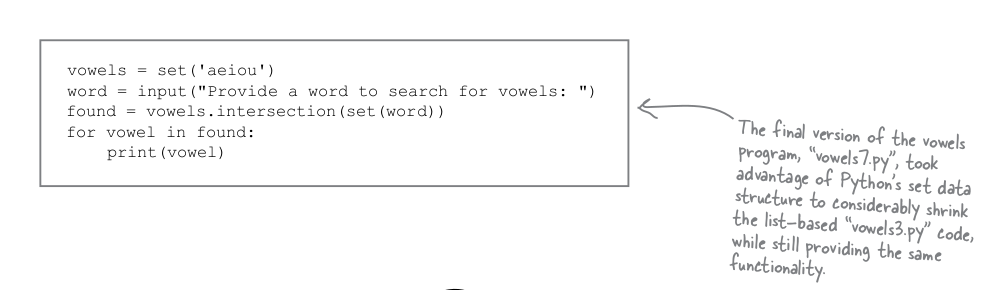 vowels = set('aeiou')
word = input("Provide a word to search for vowels: ")
found = vowels.intersection(set(word))
for vowel in found:
    print(vowel)
The final version of the vowels
program, "vowels7.py", took
advantage of Python's set data
structure to considerably shrink
the list-based "vowels3.py" code,
while still providing the same
functionality.